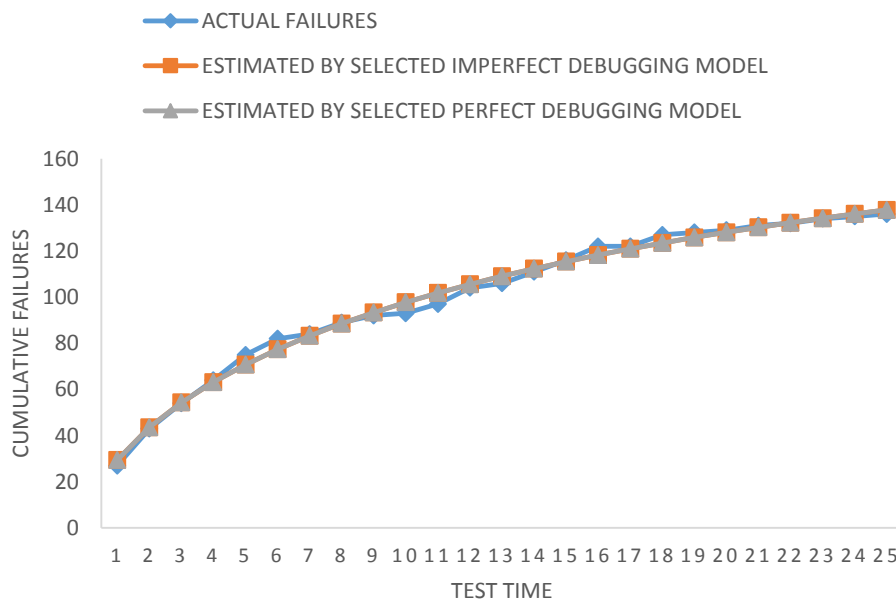 ACTUAL FAILURES
ESTIMATED BY SELECTED IMPERFECT DEBUGGING MODEL
ESTIMATED BY SELECTED PERFECT DEBUGGING MODEL
160
140
120
100
80
60
40
20
0
CUMULATIVE FAILURES
1 2 3 4 5 6 7 8 9 10 11 12 13 14 15 16 17 18 19 20 21 22 23 24 25
TEST TIME